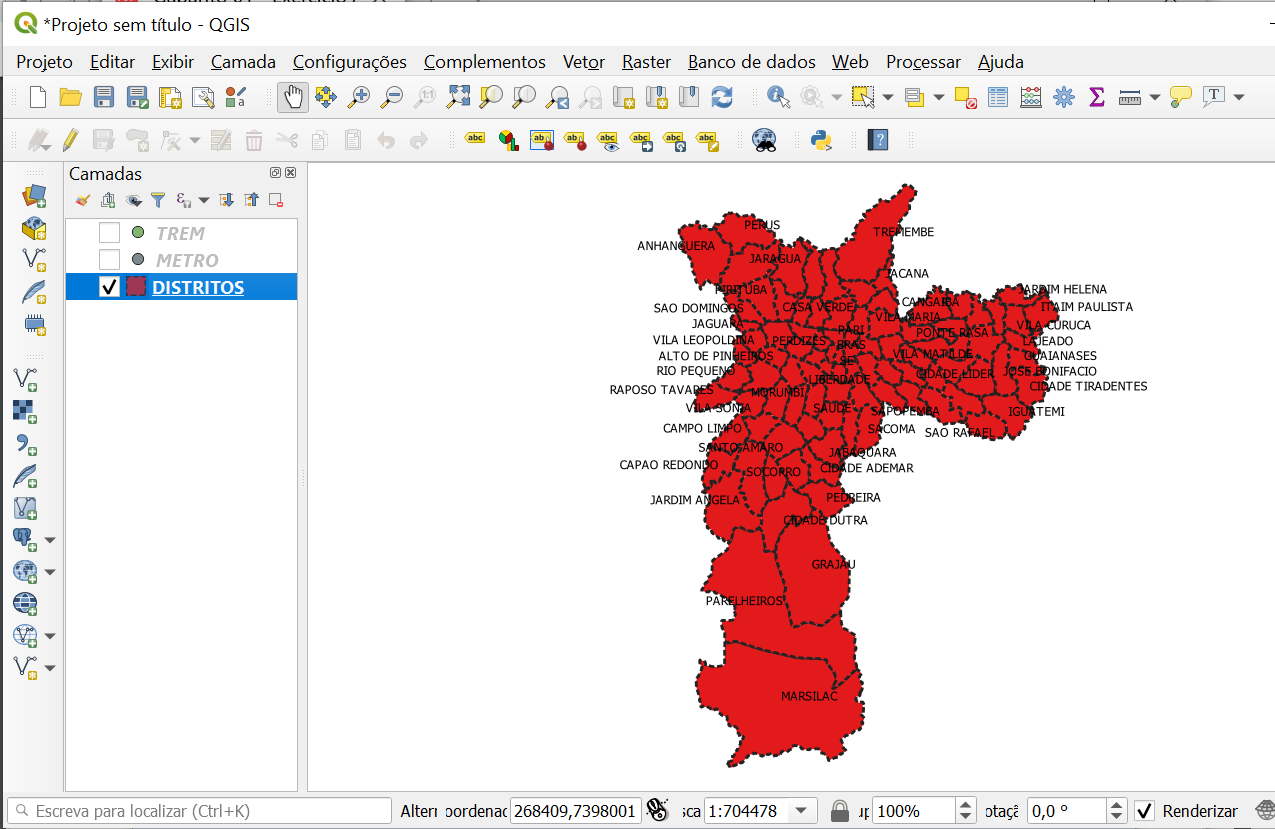 *Projeto sem título - QGIS
Projeto Editar Exibir Camada Configurações Complementos Vetor Raster Banco de dados Web Processar Ajuda
abc
Camadas
TREM
METRO
DISTRITOS
PERUS
TREMEMBE
ANHANGUERA
JARAGUA
JACANA
PIRITUBA
JARDIM HELENA
SAO DOMINGOS
CASA VERDE
CANGAIBA
ITAIM PAULISTA
JAGUARA
VILA MARIA
VILA CURUCA
PARI
PONTE RASA
VILA LEOPOLDINA
PERDIZES
BRAS
LAJEADO
ALTO DE PINHEIROS
SE
VILA MATILDE
GUAIANASES
RIO PEQUENO
LIBERDADE
CIDADE LIDER
JOSE BONIFACIO
RAPOSO TAVARES
MORUMBI
CIDADE TIRADENTES
VILA SONIA
SAUDE
SAPOPEMBA
IGUATEMI
CAMPO LIMPO
SACOMA
SAO RAFAEL
SANTO AMARO
JABAQUARA
CAPAO REDONDO
SOCORRO
CIDADE ADEMAR
JARDIM ANGELA
PEDREIRA
CIDADE DUTRA
GRAJAU
PARELHEIROS
MARSILAC
Escreva para localizar (Ctrl+K) Altern oordenac 268409,7398001 sca 1:704478 100% otaçã 0,0 ° Renderizar